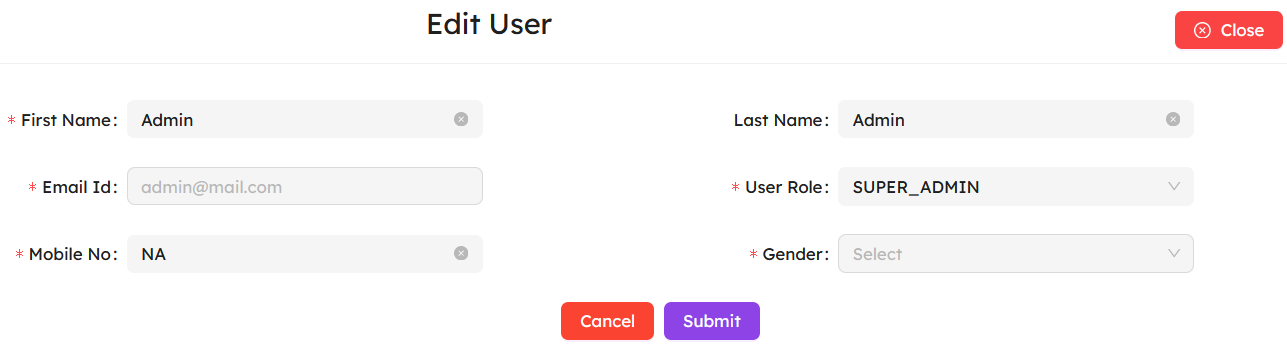 Edit User
Close
* First Name: Admin
Last Name: Admin
* Email Id: admin@mail.com
* User Role: SUPER_ADMIN
* Mobile No: NA
* Gender: Select
Cancel Submit